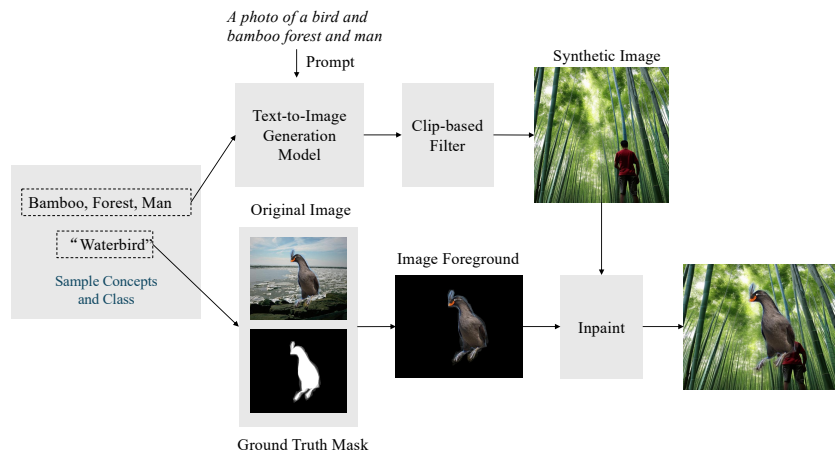 A photo of a bird and
bamboo forest and man
Prompt
Synthetic Image
Text-to-Image
Generation
Model
Clip-based
Filter
Bamboo, Forest, Man
“Waterbird”
Sample Concepts
and Class
Original Image
Image Foreground
Inpaint
Ground Truth Mask